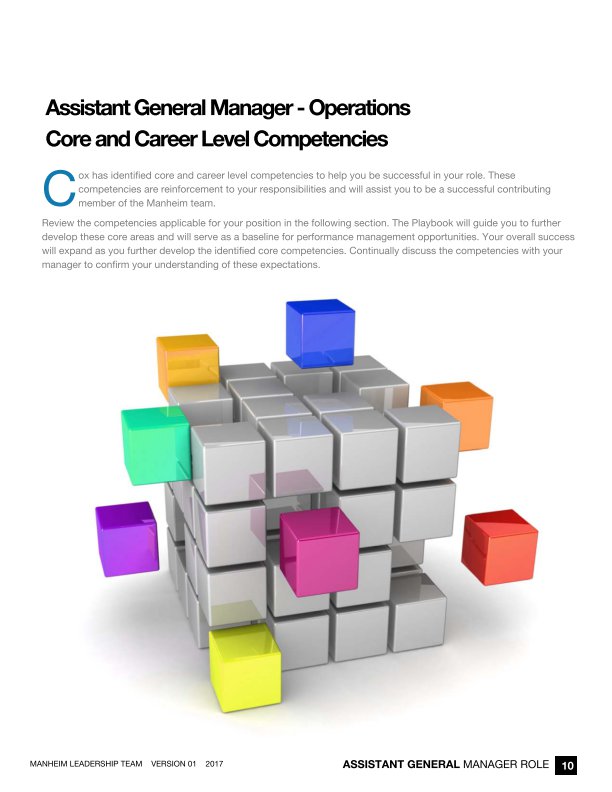 Assistant General Manager - Operations
Core and Career Level Competencies
Cox has identified core and career level competencies to help you be successful in your role. These
competencies are reinforcement to your responsibilities and will assist you to be a successful contributing
member of the Manheim team.
Review the competencies applicable for your position in the following section. The Playbook will guide you to further
develop these core areas and will serve as a baseline for performance management opportunities. Your overall success
will expand as you further develop the identified core competencies. Continually discuss the competencies with your
manager to confirm your understanding of these expectations.
MANHEIM LEADERSHIP TEAM VERSION 01 2017 ASSISTANT GENERAL MANAGER ROLE 10